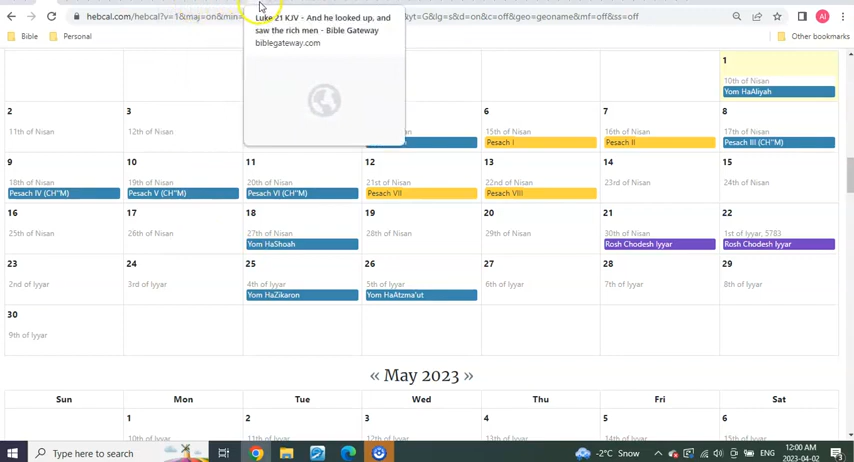 hebcal.com/hebcal?v=1&maj=on&min=
yt=G&lg=s&d=on&c=off&geo=geoname&mf=off&ss=off
Al
Bible
Personal
Other bookmarks
Luke 21 KJV - And he looked up, and
saw the rich men - Bible Gateway
biblegateway.com
1
10th of Nisan
Yom HaAliyah
2
3
6
7
8
11th of Nisan
12th of Nisan
15th of Nisan
16th of Nisan
17th of Nisan
Pesach I
Pesach II
Pesach III (CH"M)
9
10
11
12
13
14
15
18th of Nisan
19th of Nisan
20th of Nisan
21st of Nisan
22nd of Nisan
23rd of Nisan
24th of Nisan
Pesach IV (CH"M)
Pesach V (CH"M)
Pesach VI (CH"M)
Pesach VII
Pesach VIII
16
17
18
19
20
21
22
25th of Nisan
26th of Nisan
27th of Nisan
28th of Nisan
29th of Nisan
30th of Nisan
1st of Iyyar, 5783
Yom HaShoah
Rosh Chodesh Iyyar
Rosh Chodesh Iyyar
23
24
25
26
27
28
29
2nd of Iyyar
3rd of Iyyar
4th of Iyyar
5th of Iyyar
6th of Iyyar
7th of Iyyar
8th of Iyyar
Yom HaZikaron
Yom HaAtzma'ut
30
9th of Iyyar
« May 2023 »
Sun
Mon
Tue
Wed
Thu
Fri
Sat
1
2
3
4
5
6
Type here to search
-2°C Snow
ENG
12:00 AM
2023-04-02